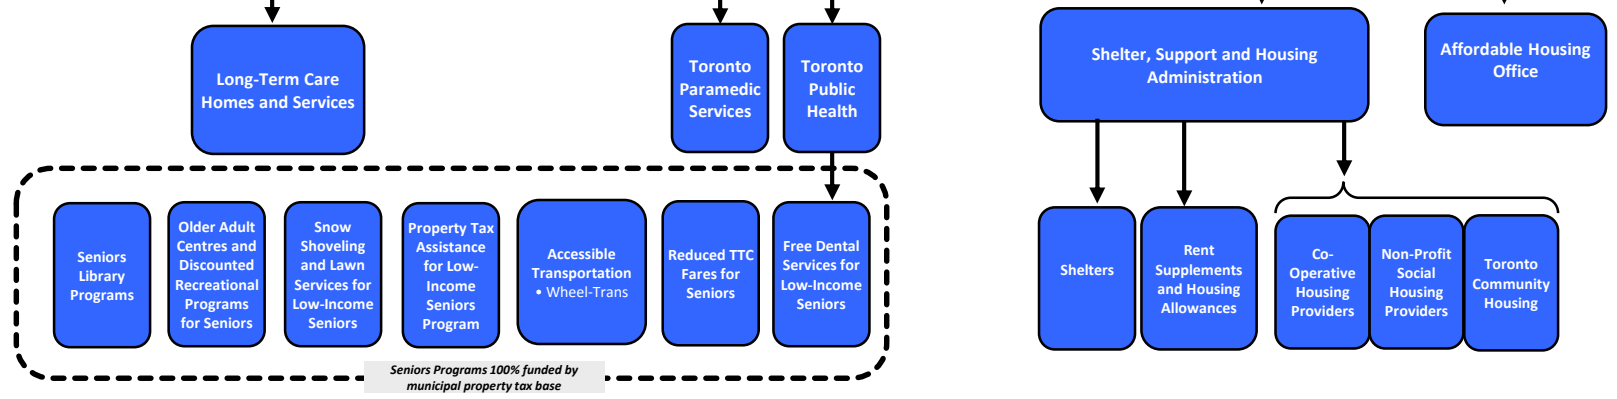 Long-Term Care
Homes and Services
Toronto
Paramedic
Services
Toronto
Public
Health
Shelter, Support and Housing
Administration
Affordable Housing
Office
Seniors
Library
Programs
Older Adult
Centres and
Discounted
Recreational
Programs
for Seniors
Snow
Shoveling
and Lawn
Services for
Low-Income
Seniors
Property Tax
Assistance
for Low-
Income
Seniors
Program
Accessible
Transportation
• Wheel-Trans
Reduced TTC
Fares for
Seniors
Free Dental
Services for
Low-Income
Seniors
Seniors Programs 100% funded by
municipal property tax base
Shelters
Rent
Supplements
and Housing
Allowances
Co-
Operative
Housing
Providers
Non-Profit
Social
Housing
Providers
Toronto
Community
Housing